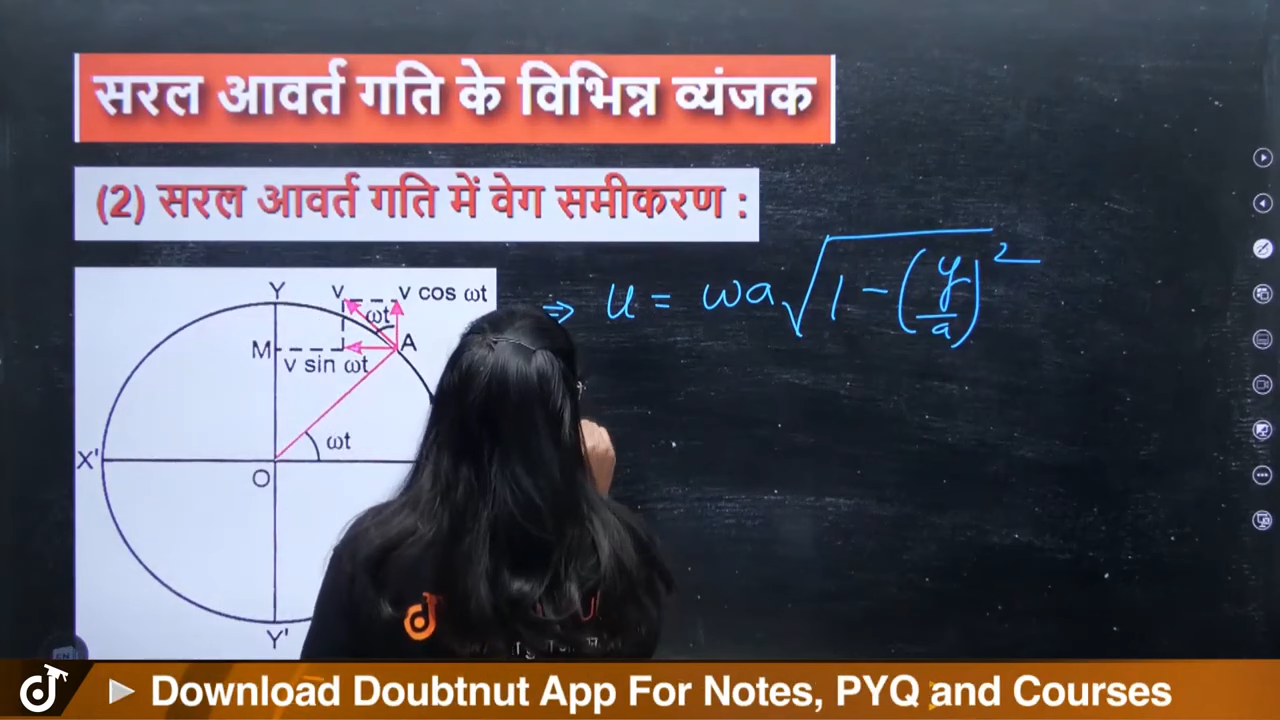 सरल आवर्त गति के विभिन्न व्यंजक
(2) सरल आवर्त गति में वेग समीकरण :
Y v v cos ωt
ωt
M A
v sin ωt
ωt
X'
O
Y'
⇒ u = ωa√(1 - (y/a)²)
Download Doubtnut App For Notes, PYQ and Courses